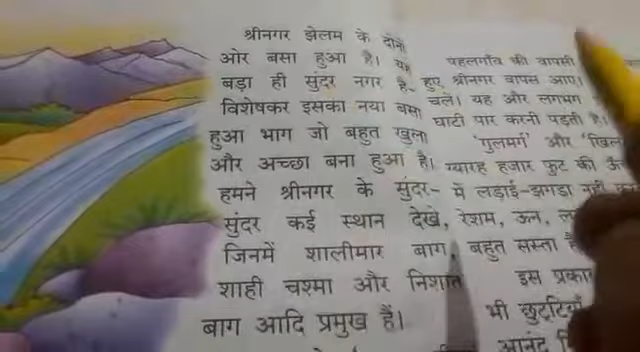 श्रीनगर झेलम के दोनों
ओर बसा हुआ है। यह
बड़ा ही सुंदर नगर है-
विशेषकर इसका नया बसा
हुआ भाग जो बहुत खुला
और अच्छा बना हुआ है।
हमने श्रीनगर के सुंदर-
सुंदर कई स्थान देखे,
जिनमें शालीमार बाग,
शाही चश्मा और निशात
बाग आदि प्रमुख हैं।
पहलगाँव की वापसी
हुए श्रीनगर वापस आए।
चले। यह और लगभग
घाटी पार करनी पड़ती है।
'गुलमर्ग' और
ग्यारह हजार फुट की
में लड़ाई-झगड़ा नहीं
रेशम, ऊन,
बहुत सस्ता
इस प्रकार
भी छुट्टियाँ
आनंद